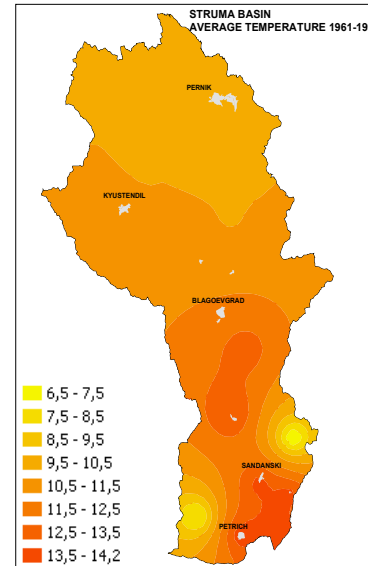 STRUMA BASIN
AVERAGE TEMPERATURE 1961-19
PERNIK
KYUSTENDIL
BLAGOEVGRAD
SANDANSKI
PETRICH
6,5 - 7,5
7,5 - 8,5
8,5 - 9,5
9,5 - 10,5
10,5 - 11,5
11,5 - 12,5
12,5 - 13,5
13,5 - 14,2